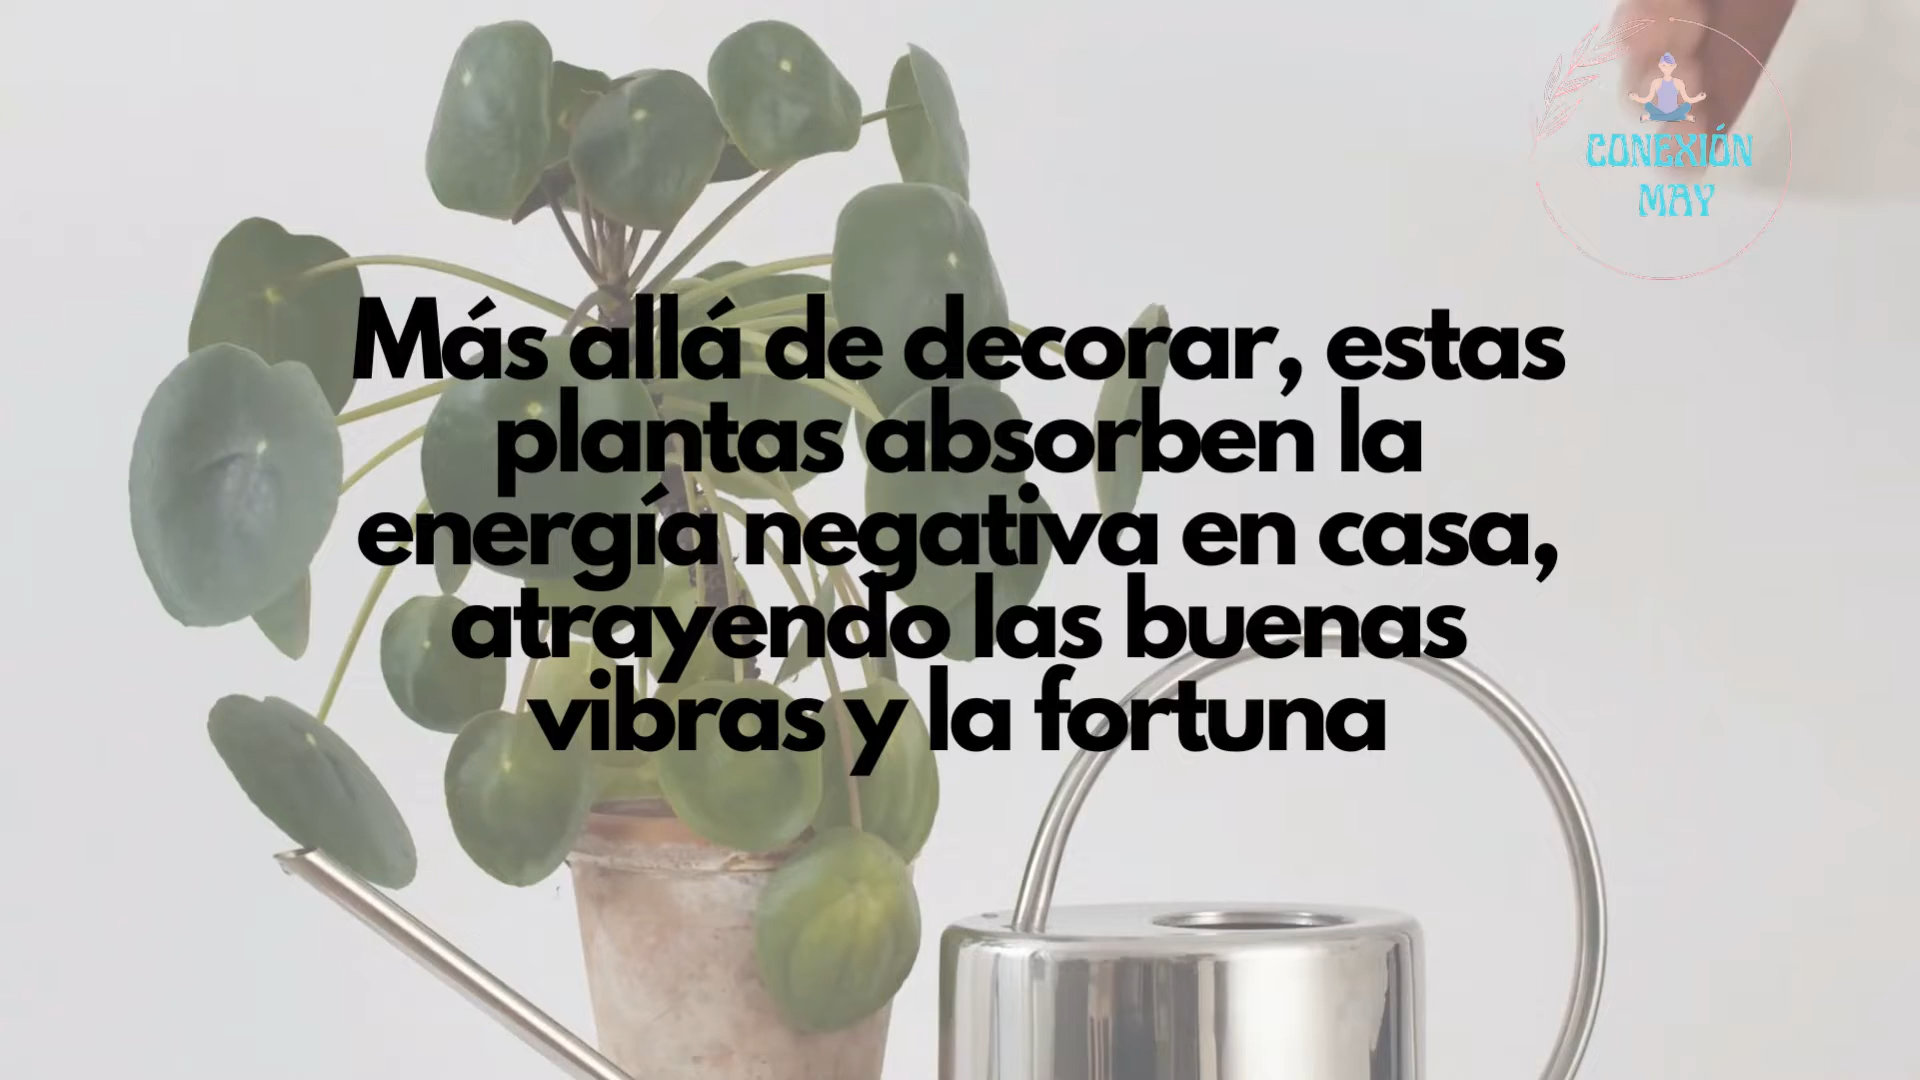 CONEXIÓN
MAY
Más allá de decorar, estas
plantas absorben la
energía negativa en casa,
atrayendo las buenas
vibras y la fortuna